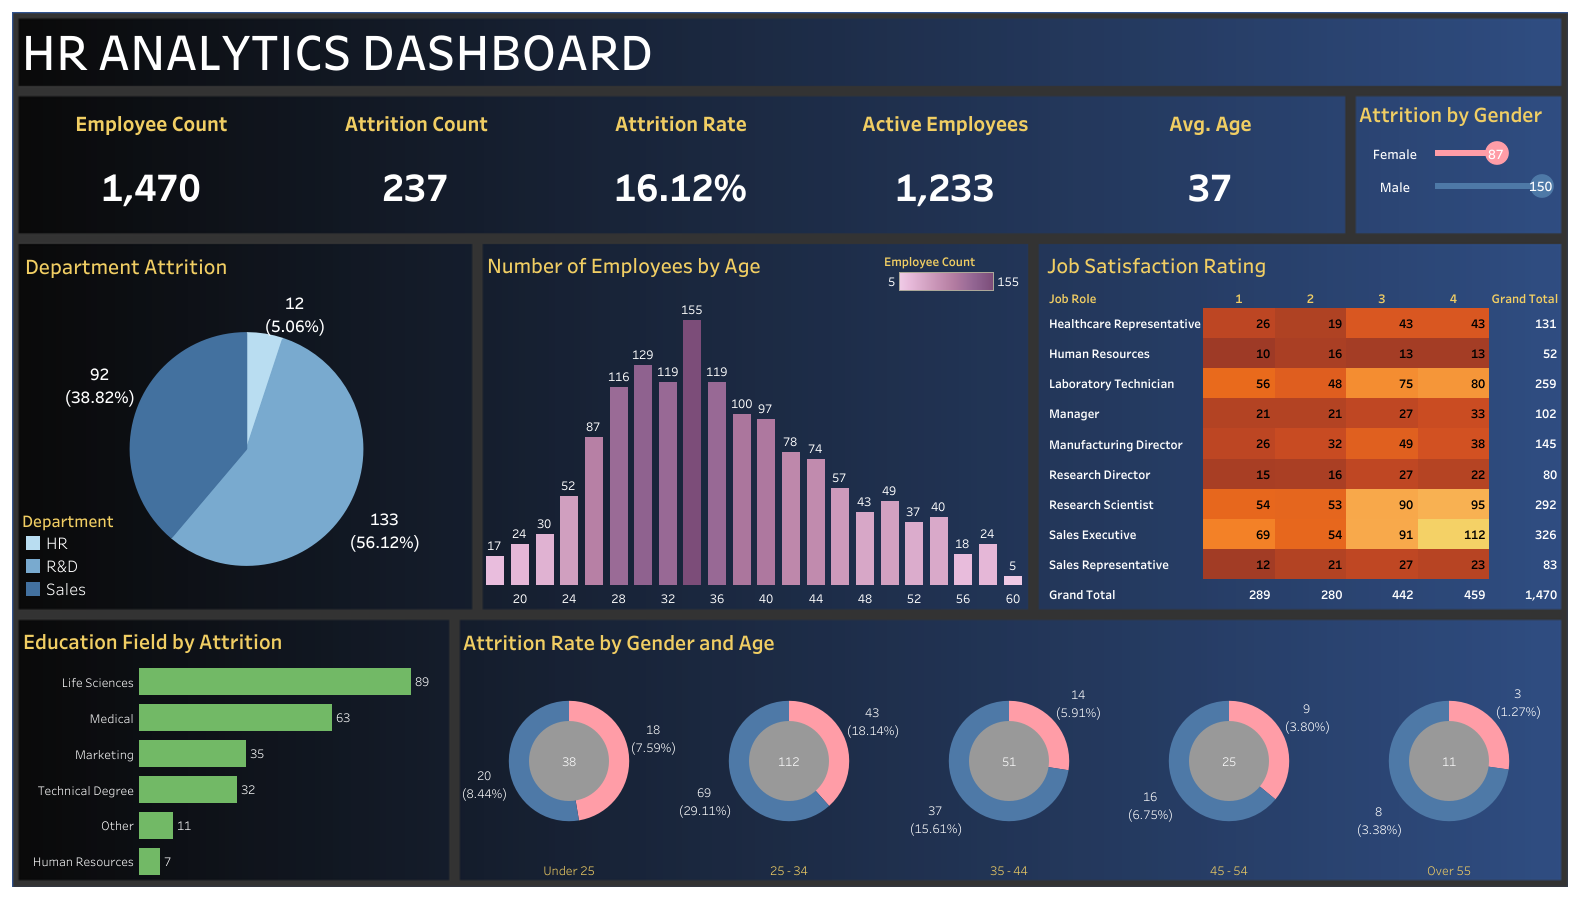 HR ANALYTICS DASHBOARD
Employee Count
Attrition Count
Attrition Rate
Active Employees
Avg. Age
1,470
237
16.12%
1,233
37
Attrition by Gender
Female 87
Male 150
Department Attrition
12
(5.06%)
92
(38.82%)
133
(56.12%)
Department
HR
R&D
Sales
Number of Employees by Age
Employee Count
5 155
17 24 30 52 87 116 129 119 155 119 100 97 78 74 57 43 49 37 40 18 24 5
20 24 28 32 36 40 44 48 52 56 60
Job Satisfaction Rating
Job Role 1 2 3 4 Grand Total
Healthcare Representative 26 19 43 43 131
Human Resources 10 16 13 13 52
Laboratory Technician 56 48 75 80 259
Manager 21 21 27 33 102
Manufacturing Director 26 32 49 38 145
Research Director 15 16 27 22 80
Research Scientist 54 53 90 95 292
Sales Executive 69 54 91 112 326
Sales Representative 12 21 27 23 83
Grand Total 289 280 442 459 1,470
Education Field by Attrition
Life Sciences 89
Medical 63
Marketing 35
Technical Degree 32
Other 11
Human Resources 7
Attrition Rate by Gender and Age
18
(7.59%)
38
20
(8.44%)
Under 25
43
(18.14%)
112
69
(29.11%)
25 - 34
14
(5.91%)
51
37
(15.61%)
35 - 44
9
(3.80%)
25
16
(6.75%)
45 - 54
3
(1.27%)
11
8
(3.38%)
Over 55